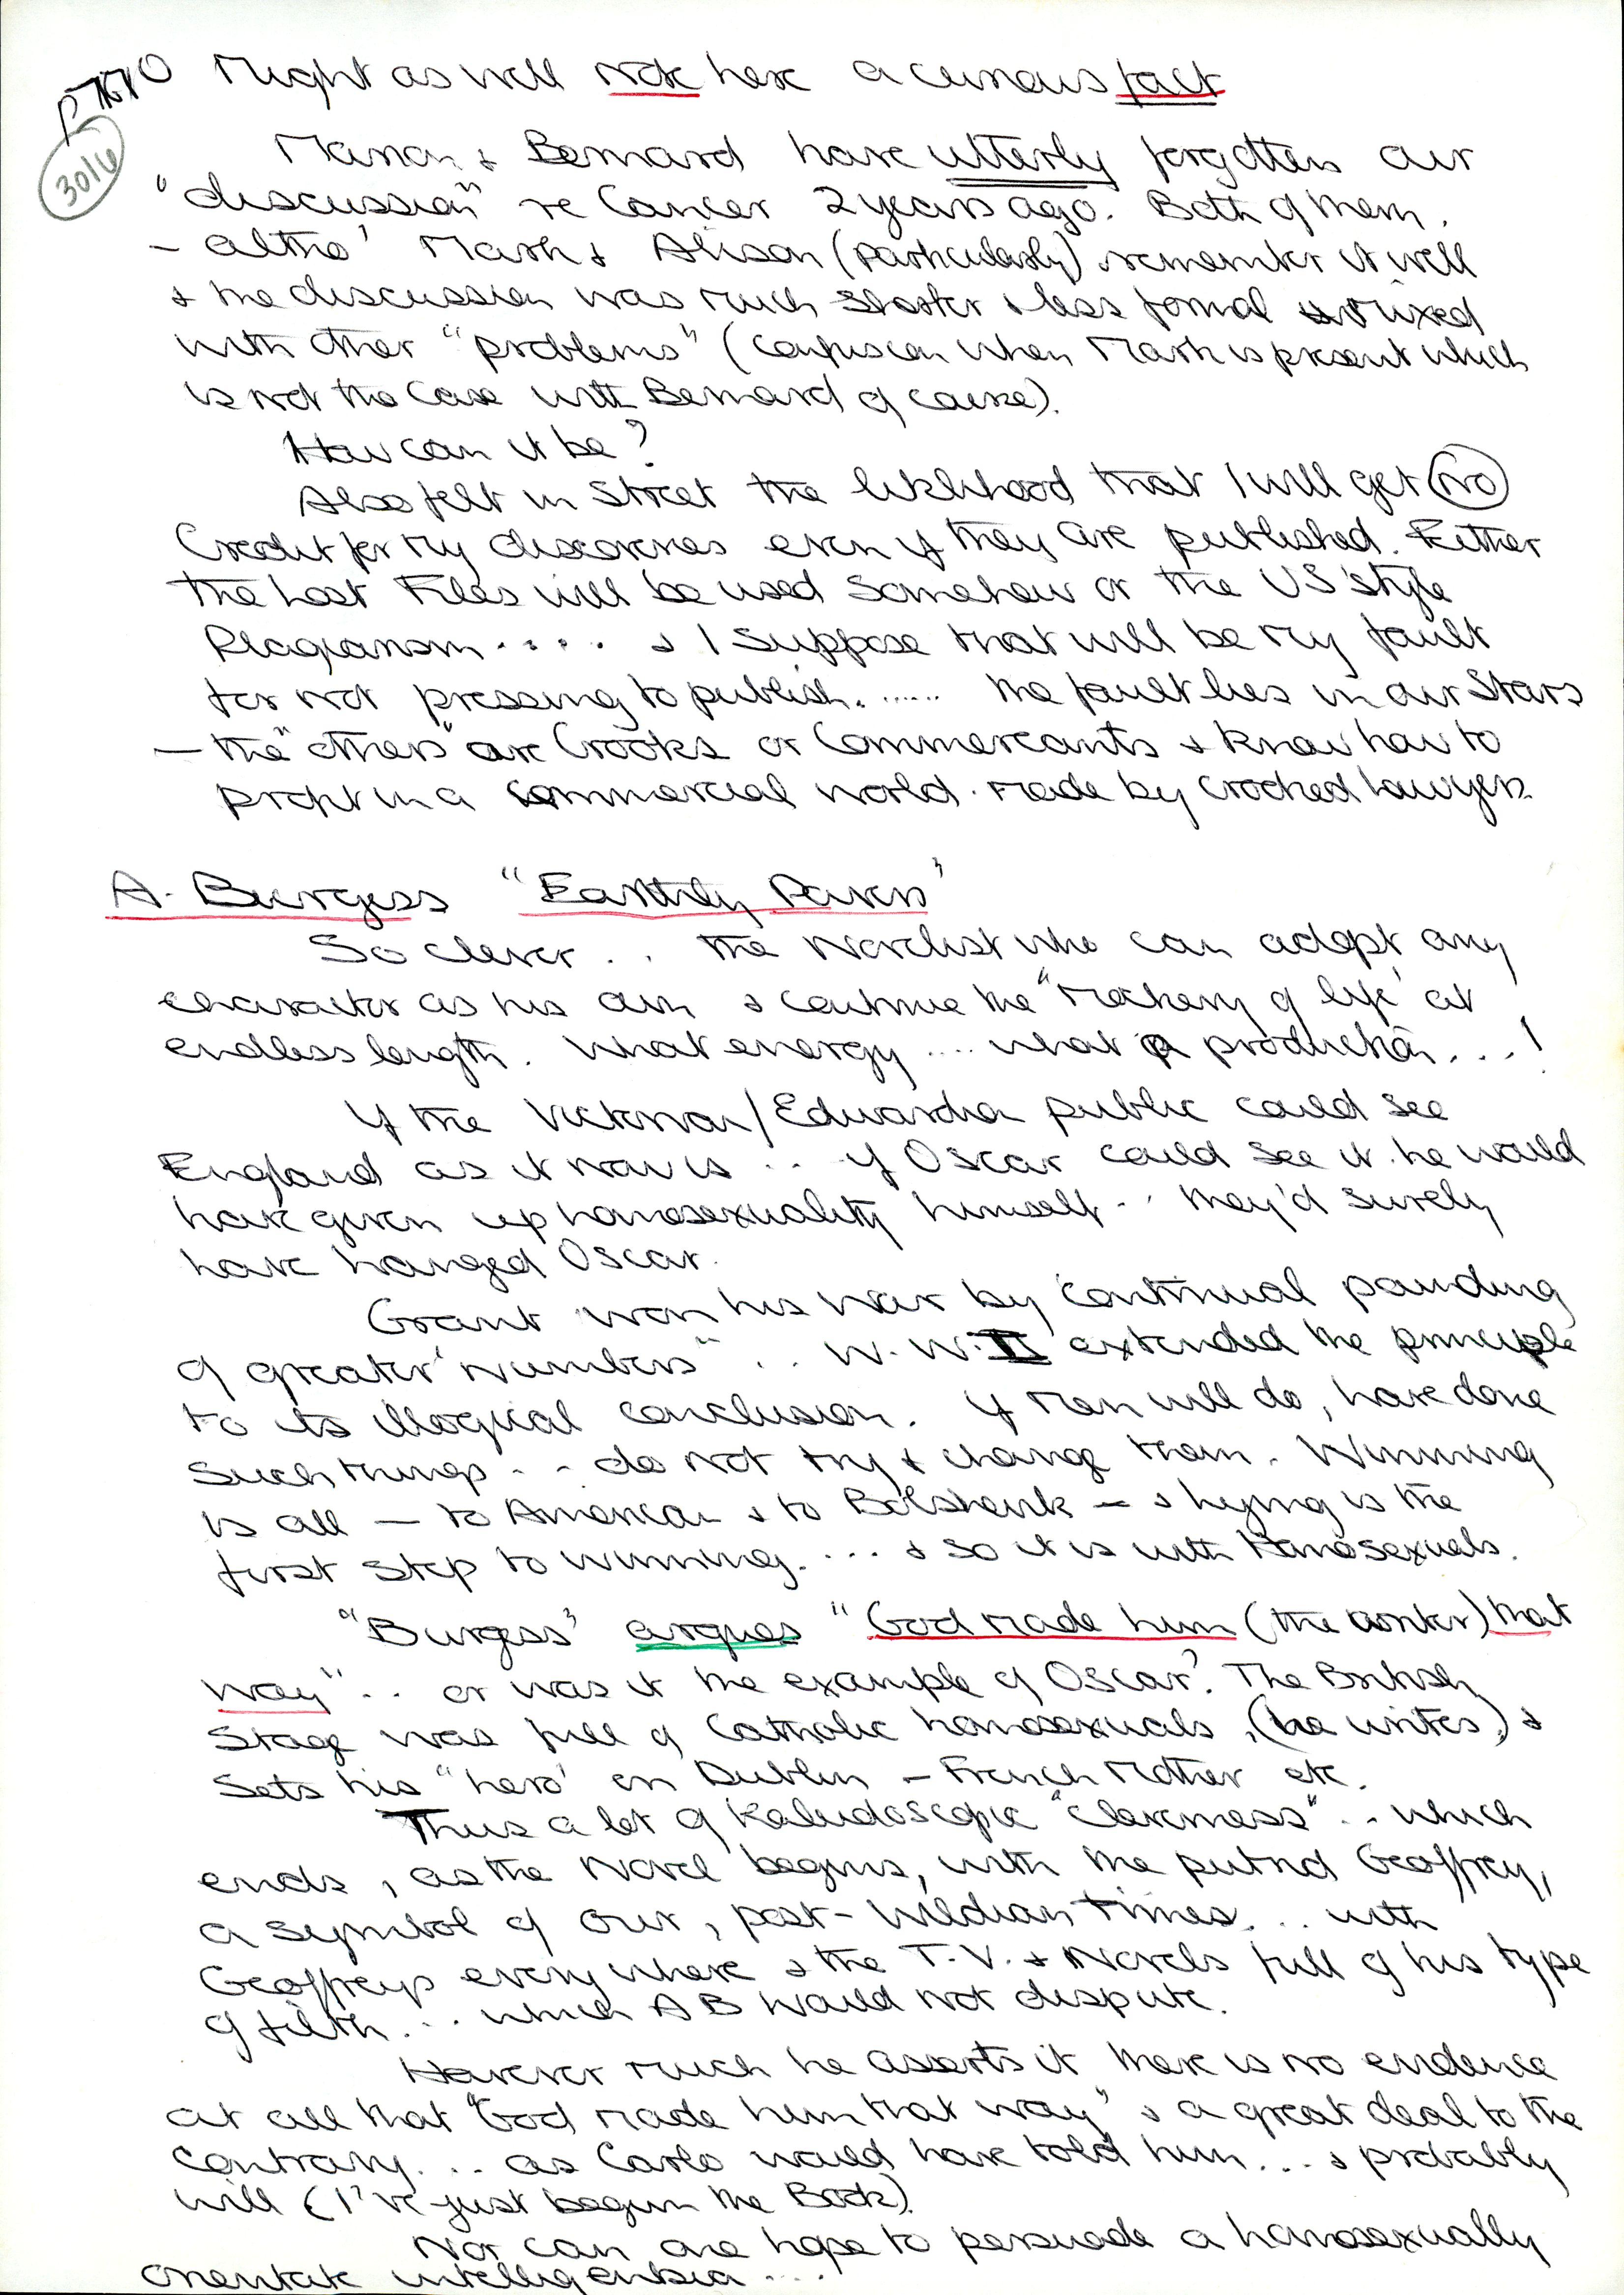 Might as well note here a curious fact
3016
Manon & Bernard have utterly forgotten our
"discussion" re Cancer 2 years ago. Both of them.
- altho' Mark & Alison (particularly) remember it well
& the discussion was much shorter & less formal & mixed
with other "problems" (confusion when Mark is present which
is not the case with Bernard of course).
How can it be?
Also felt in Street the liklihood that I will get no
Credit for my discoveries even if they are published. Either
the Lost Files will be used somehow or the US style
Plagiarism.... & I suppose that will be my fault
for not pressing to publish....... the fault lies in our Stars
- the "others" are Crooks or Commercants & know how to
profit in a commercial world. made by crooked lawyers.
A. Burgess "Earthly Powers"
So clever .. the Novelist who can adopt any
character as his own & continue the "Mockery of life" at
endless length. What energy .... what a production...!
If the Victorian/Edwardian public could see
England as it now is .. if Oscar could see it. he would
have given up homosexuality himself .. they'd surely
have hanged Oscar.
Grant won his war by "continual pounding
of greater numbers" .. W.W.II extended the principle
to its illogical conclusion. If Men will do, have done
such things .. do not try & change them. Winning
is all - to American & to Bolshevik - & lying is the
first step to winning.... & so it is with Homosexuals.
"Burgess" argues "God made him (the writer) that
way" .. or was it the example of Oscar? The British
Stage was full of Catholic homosexuals, (he writes,) &
Sets his "hero" in Dublin - French Mother etc.
Thus a lot of Kaleidoscopic "cleverness" .. which
ends, as the Novel begins, with the putrid Geoffrey,
a symbol of our, post-Wildian times... with
Geoffreys everywhere & the T.V. & Novels full of his type
of filth... which AB would not dispute.
However much he asserts it there is no evidence
at all that "God made him that way" & a great deal to the
contrary... as Carlo would have told him... & probably
will (I've just begun the Book).
Nor can one hope to persuade a homosexually
orientate intelligentsia ....